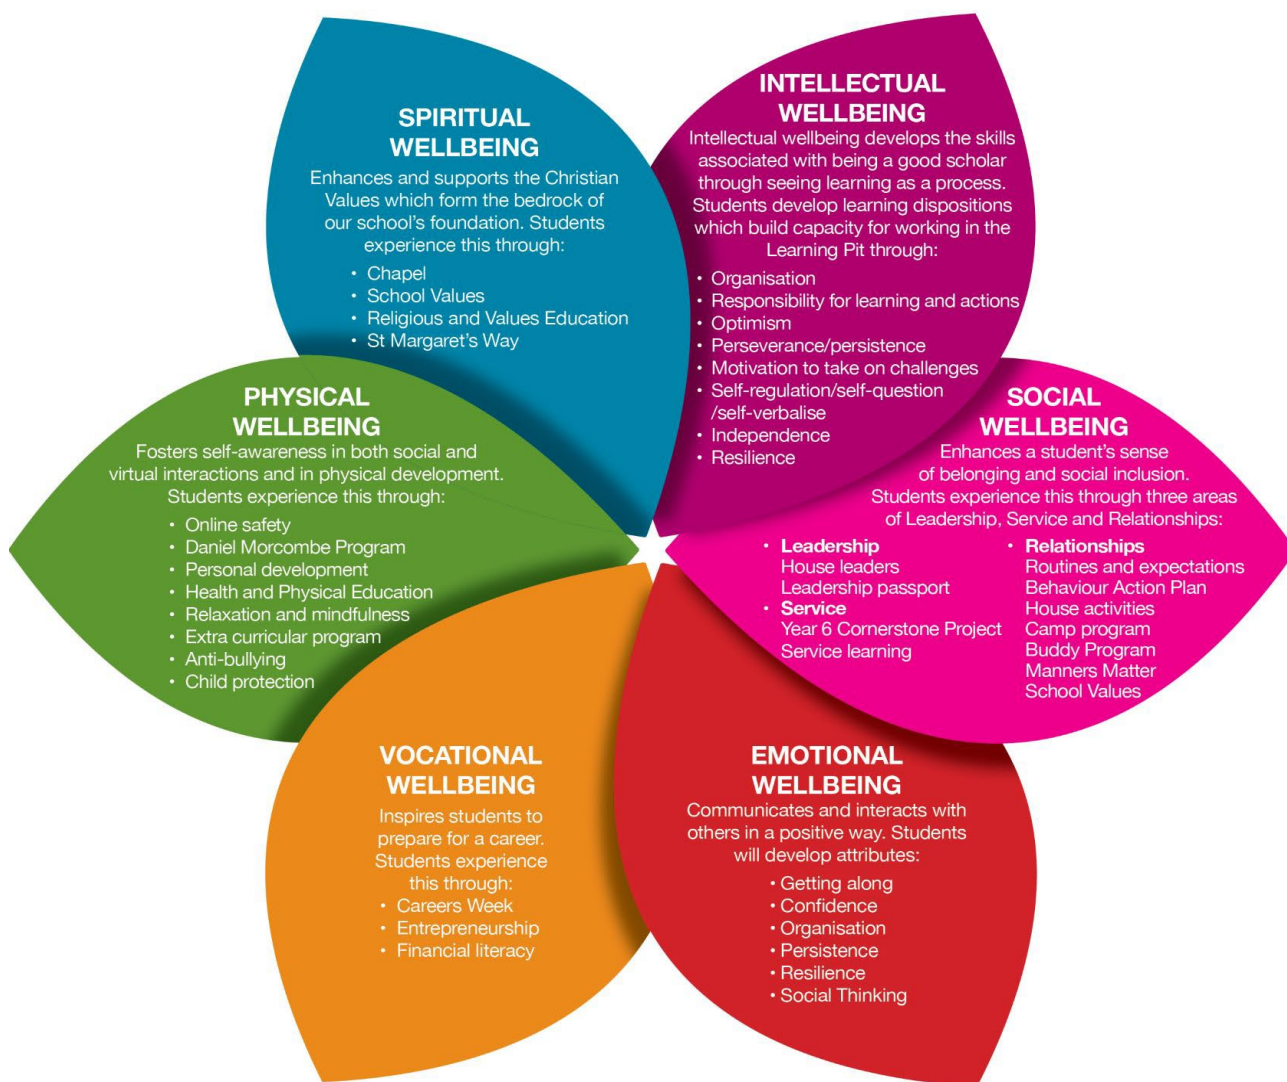 SPIRITUAL
WELLBEING
Enhances and supports the Christian
Values which form the bedrock of
our school's foundation. Students
experience this through:
• Chapel
• School Values
• Religious and Values Education
• St Margaret's Way
INTELLECTUAL
WELLBEING
Intellectual wellbeing develops the skills
associated with being a good scholar
through seeing learning as a process.
Students develop learning dispositions
which build capacity for working in the
Learning Pit through:
• Organisation
• Responsibility for learning and actions
• Optimism
• Perseverance/persistence
• Motivation to take on challenges
• Self-regulation/self-question
/self-verbalise
• Independence
• Resilience
PHYSICAL
WELLBEING
Fosters self-awareness in both social and
virtual interactions and in physical development.
Students experience this through:
• Online safety
• Daniel Morcombe Program
• Personal development
• Health and Physical Education
• Relaxation and mindfulness
• Extra curricular program
• Anti-bullying
• Child protection
SOCIAL
WELLBEING
Enhances a student's sense
of belonging and social inclusion.
Students experience this through three areas
of Leadership, Service and Relationships:
• Leadership
House leaders
Leadership passport
• Service
Year 6 Cornerstone Project
Service learning
• Relationships
Routines and expectations
Behaviour Action Plan
House activities
Camp program
Buddy Program
Manners Matter
School Values
VOCATIONAL
WELLBEING
Inspires students to
prepare for a career.
Students experience
this through:
• Careers Week
• Entrepreneurship
• Financial literacy
EMOTIONAL
WELLBEING
Communicates and interacts with
others in a positive way. Students
will develop attributes:
• Getting along
• Confidence
• Organisation
• Persistence
• Resilience
• Social Thinking